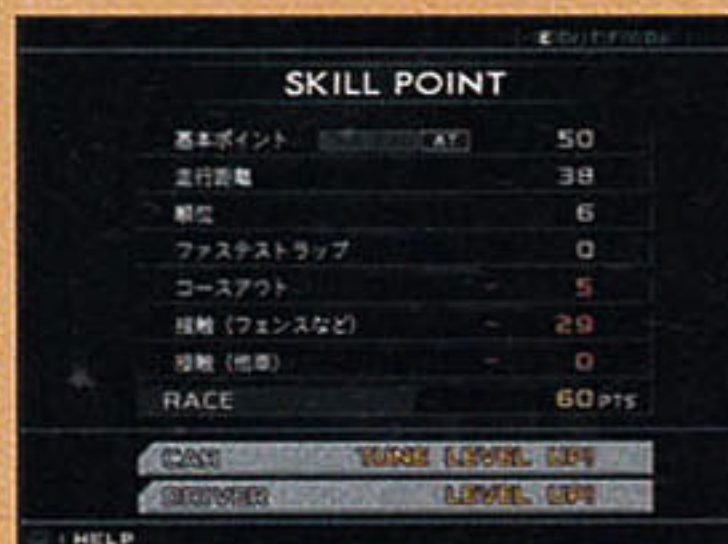 SKILL POINT
基本ポイント AT 50
走行距離 38
順位 6
ファステストラップ 0
コースアウト - 5
接触（フェンスなど） - 29
接触（他車） - 0
RACE 60 PTS
CAR TUNE LEVEL UP!
DRIVER LEVEL UP!
HELP